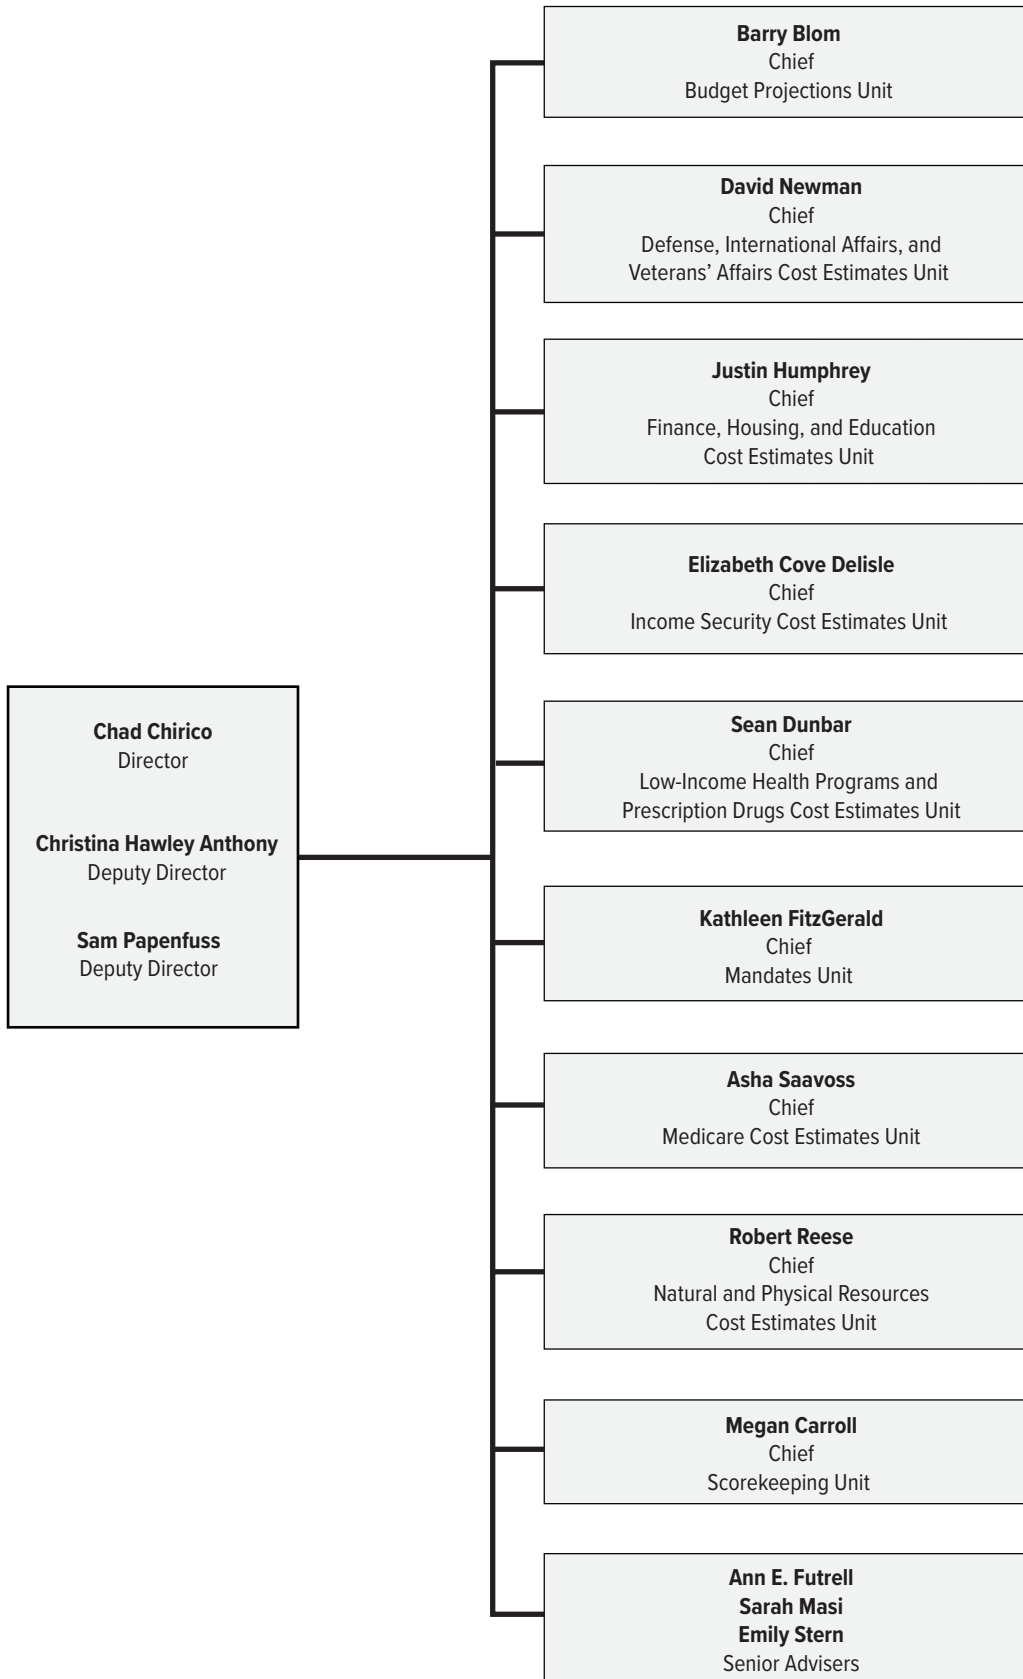 Barry Blom
Chief
Budget Projections Unit
David Newman
Chief
Defense, International Affairs, and
Veterans’ Affairs Cost Estimates Unit
Justin Humphrey
Chief
Finance, Housing, and Education
Cost Estimates Unit
Elizabeth Cove Delisle
Chief
Income Security Cost Estimates Unit
Chad Chirico
Director
Christina Hawley Anthony
Deputy Director
Sam Papenfuss
Deputy Director
Sean Dunbar
Chief
Low-Income Health Programs and
Prescription Drugs Cost Estimates Unit
Kathleen FitzGerald
Chief
Mandates Unit
Asha Saavoss
Chief
Medicare Cost Estimates Unit
Robert Reese
Chief
Natural and Physical Resources
Cost Estimates Unit
Megan Carroll
Chief
Scorekeeping Unit
Ann E. Futrell
Sarah Masi
Emily Stern
Senior Advisers